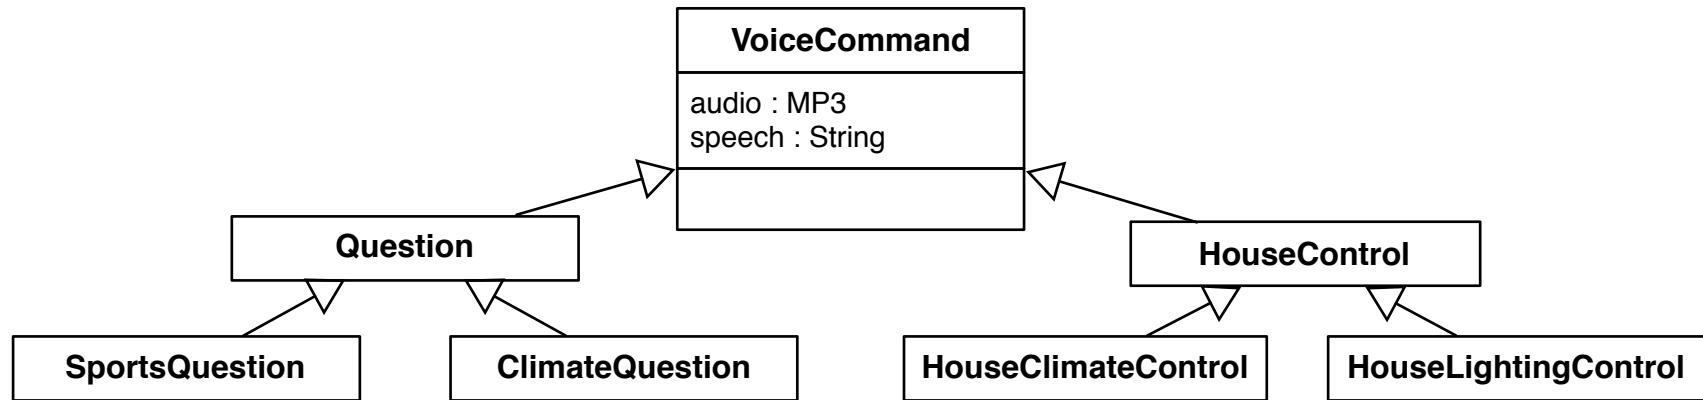 VoiceCommand
audio : MP3
speech : String
Question
HouseControl
SportsQuestion
ClimateQuestion
HouseClimateControl
HouseLightingControl